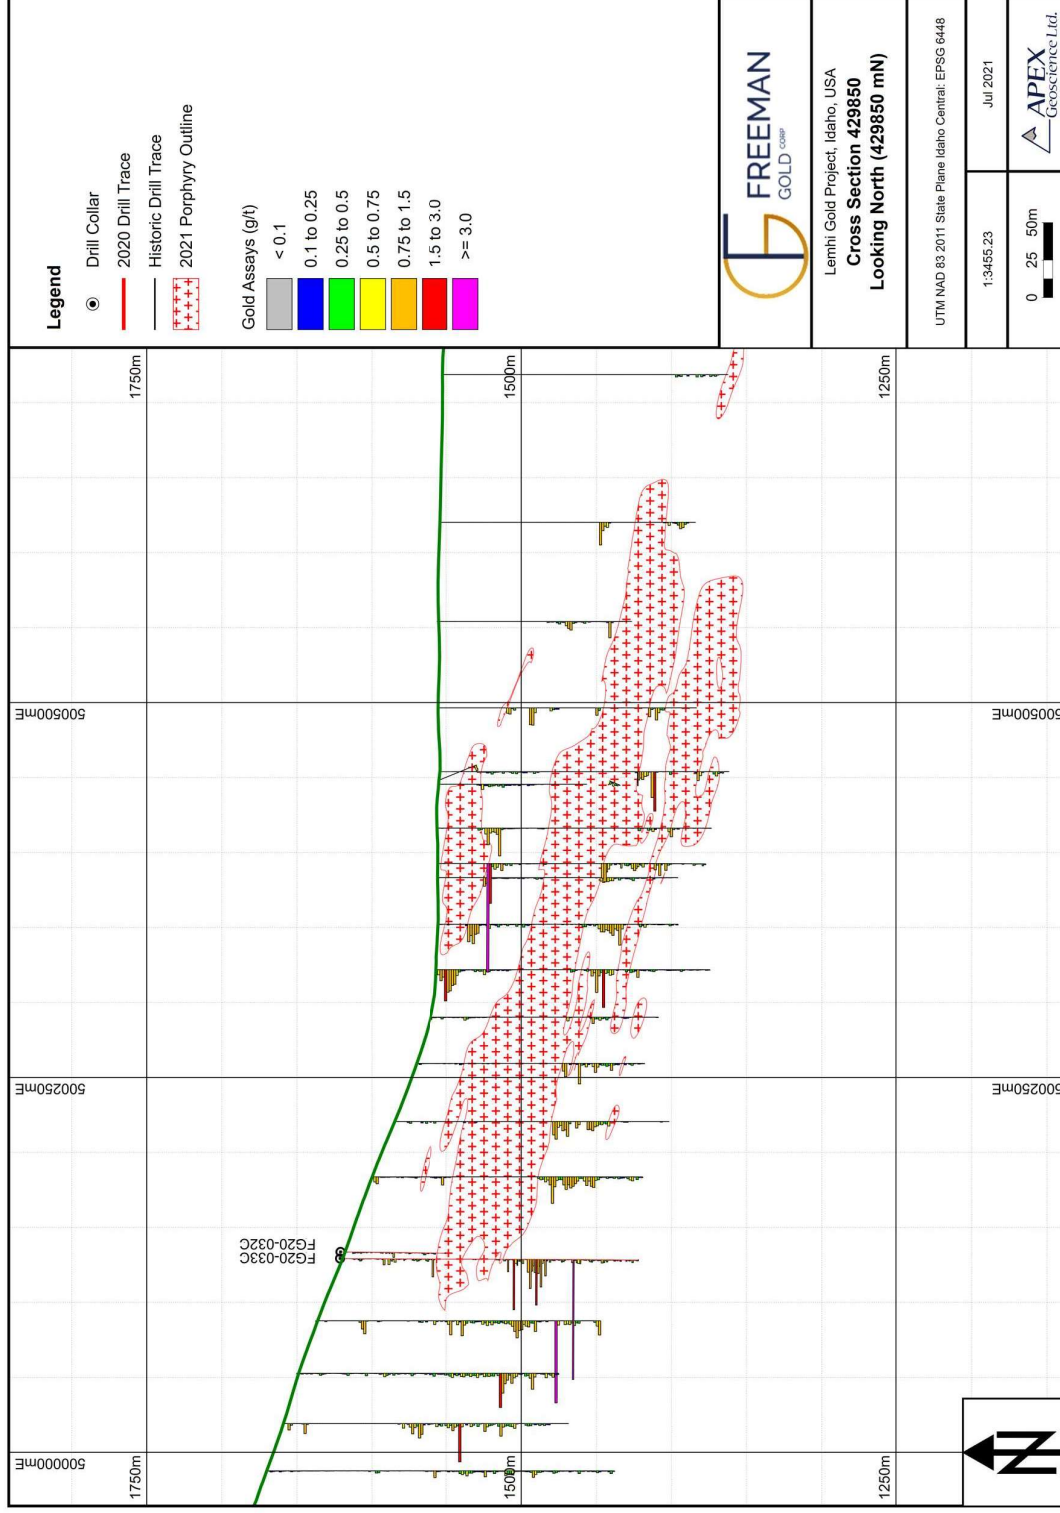 500000mE
500250mE
500500mE
1750m
1750m
FG20-033C
FG20-032C
1500m
1500m
1250m
1250m
500250mE
500500mE
N
Legend
Drill Collar
2020 Drill Trace
Historic Drill Trace
2021 Porphyry Outline
Gold Assays (g/t)
< 0.1
0.1 to 0.25
0.25 to 0.5
0.5 to 0.75
0.75 to 1.5
1.5 to 3.0
>= 3.0
FREEMAN
GOLD CORP
Lemhi Gold Project, Idaho, USA
Cross Section 429850
Looking North (429850 mN)
UTM NAD 83 2011 State Plane Idaho Central: EPSG 6448
1:3455.23
Jul 2021
0 25 50m
APEX
Geoscience Ltd.